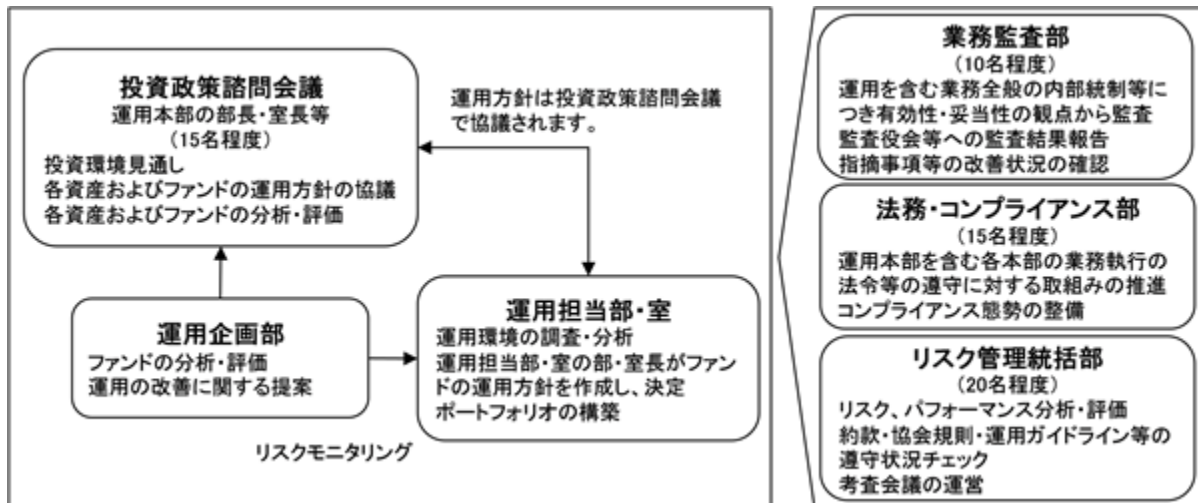 投資政策諮問会議
運用本部の部長・室長等
(15名程度)
投資環境見通し
各資産およびファンドの運用方針の協議
各資産およびファンドの分析・評価
運用方針は投資政策諮問会議
で協議されます。
運用企画部
ファンドの分析・評価
運用の改善に関する提案
運用担当部・室
運用環境の調査・分析
運用担当部・室の部・室長がファン
ドの運用方針を作成し、決定
ポートフォリオの構築
リスクモニタリング
業務監査部
(10名程度)
運用を含む業務全般の内部統制等に
つき有効性・妥当性の観点から監査
監査役会等への監査結果報告
指摘事項等の改善状況の確認
法務・コンプライアンス部
(15名程度)
運用本部を含む各本部の業務執行の
法令等の遵守に対する取組みの推進
コンプライアンス態勢の整備
リスク管理統括部
(20名程度)
リスク、パフォーマンス分析・評価
約款・協会規則・運用ガイドライン等の
遵守状況チェック
考査会議の運営